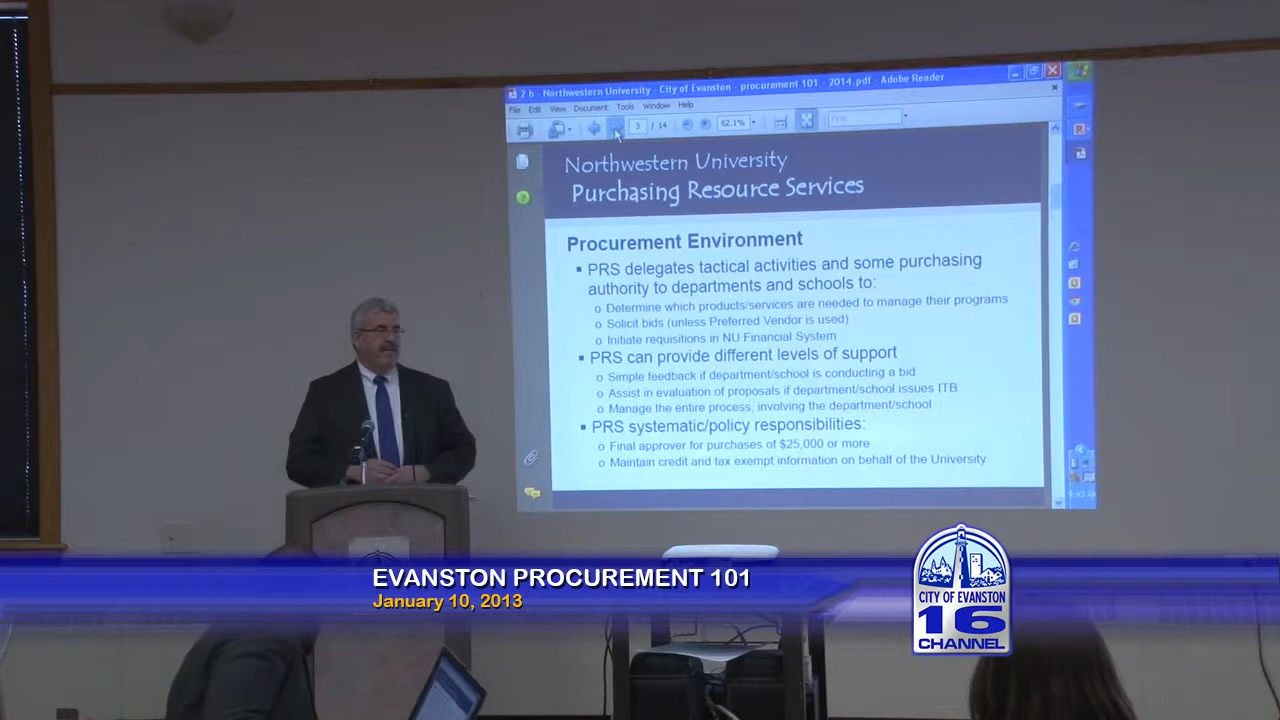 2 b - Northwestern University - City of Evanston - procurement 101 - 2014.pdf - Adobe Reader
File Edit View Document Tools Window Help
3 / 14 62.1% Find
Northwestern University
Purchasing Resource Services
Procurement Environment
▪ PRS delegates tactical activities and some purchasing
authority to departments and schools to:
o Determine which products/services are needed to manage their programs
o Solicit bids (unless Preferred Vendor is used)
o Initiate requisitions in NU Financial System
▪ PRS can provide different levels of support
o Simple feedback if department/school is conducting a bid
o Assist in evaluation of proposals if department/school issues ITB
o Manage the entire process, involving the department/school
▪ PRS systematic/policy responsibilities:
o Final approver for purchases of $25,000 or more
o Maintain credit and tax exempt information on behalf of the University
9:43 AM
EVANSTON PROCUREMENT 101
January 10, 2013
CITY OF EVANSTON
16
CHANNEL